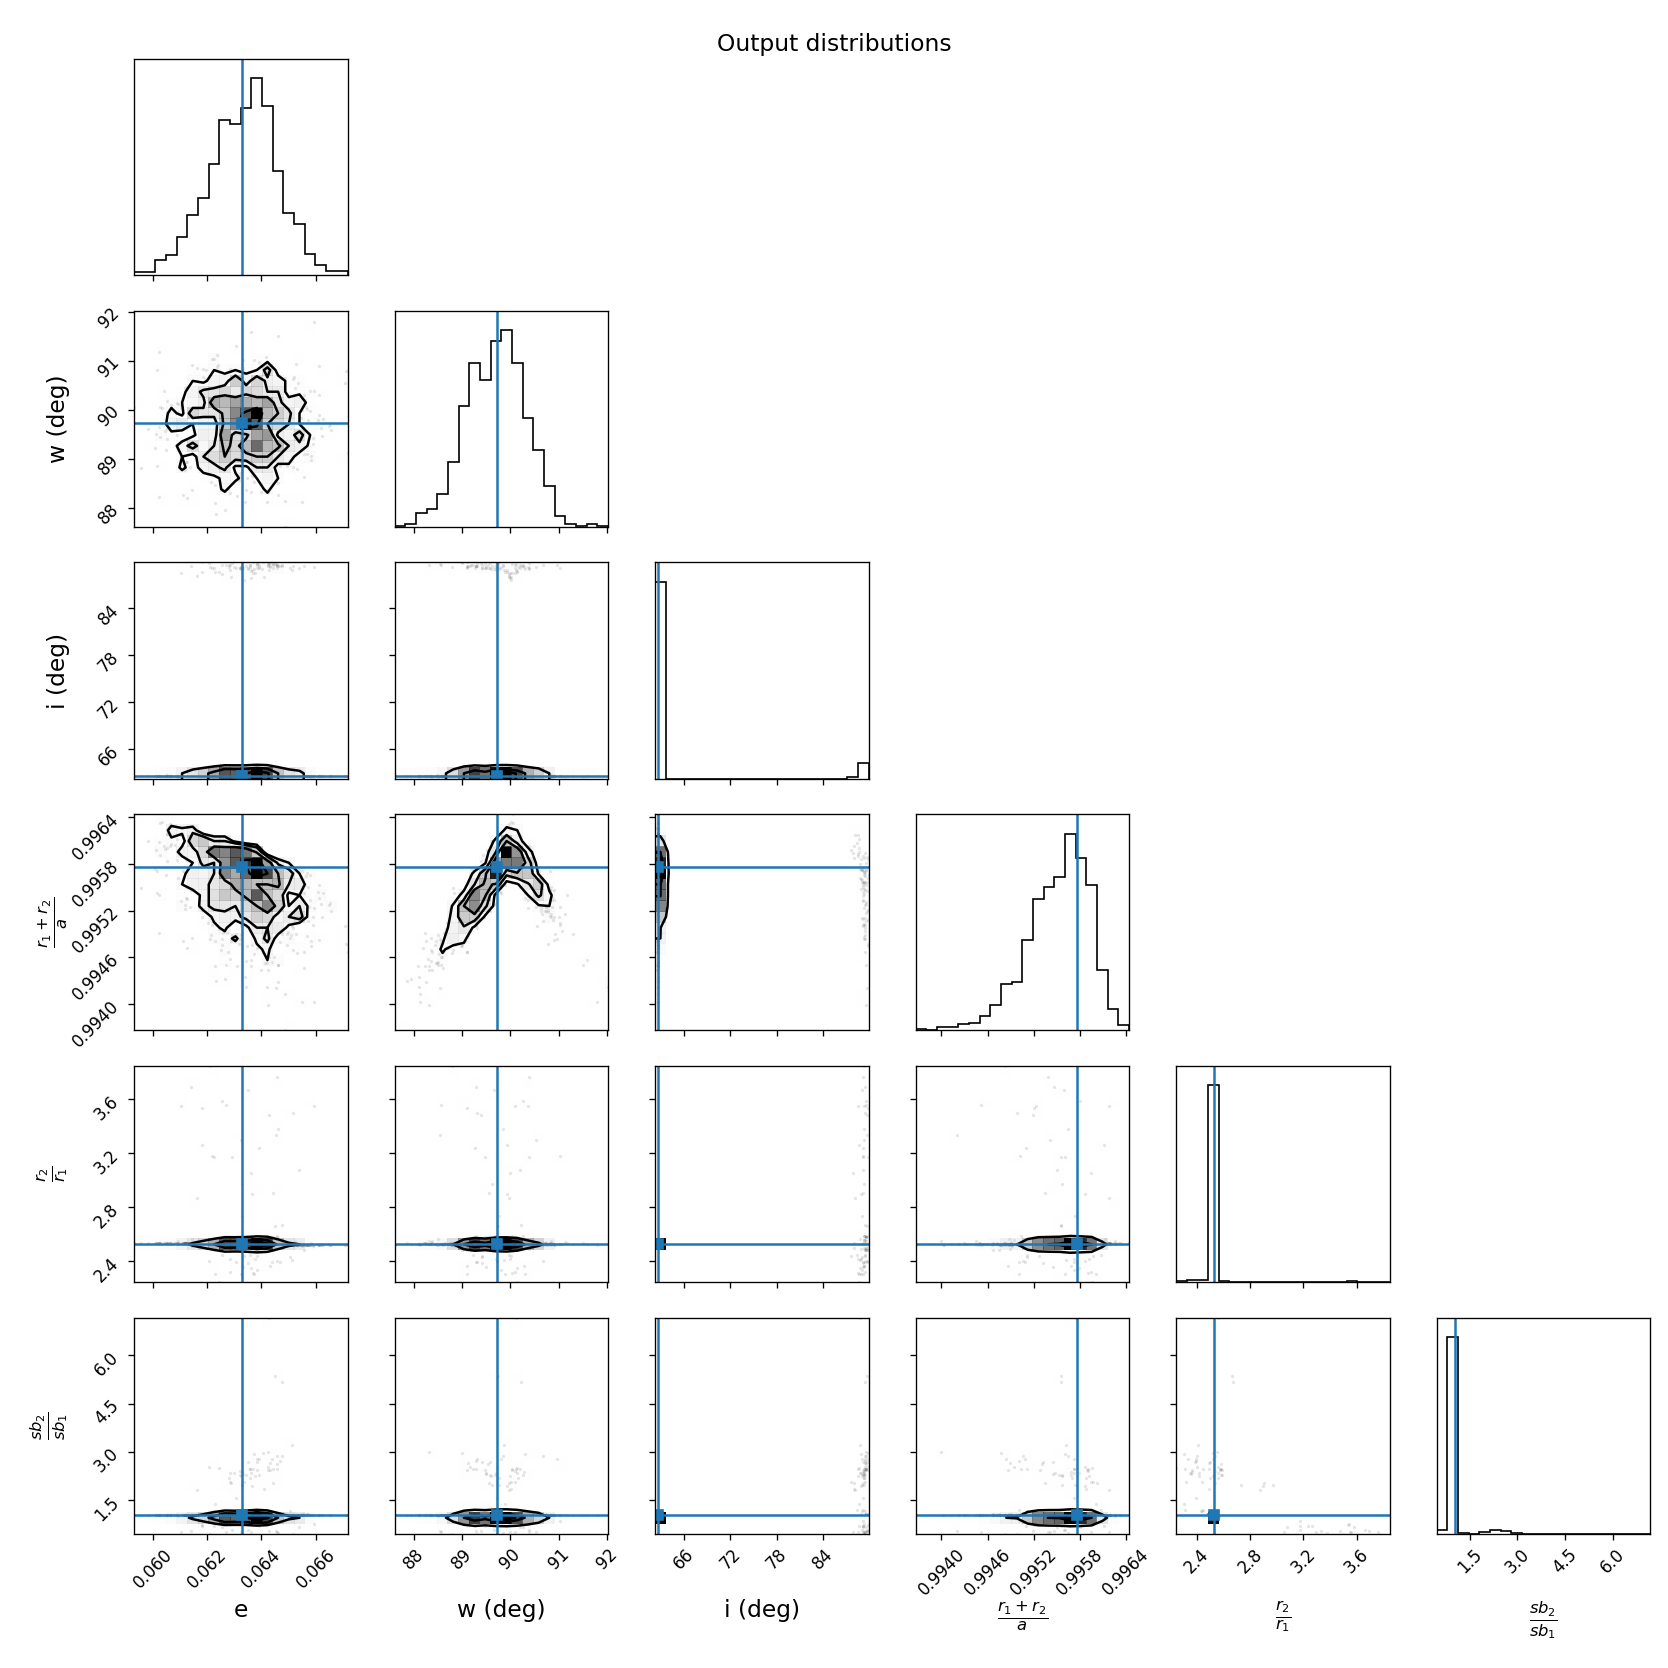 Output distributions
92
91
90
89
88
w (deg)
84
78
72
66
i (deg)
0.9964
0.9958
0.9952
0.9946
0.9940
r₁ + r₂
a
3.6
3.2
2.8
2.4
r₂
r₁
6.0
4.5
3.0
1.5
sb₂
sb₁
0.060 0.062 0.064 0.066
88 89 90 91 92
66 72 78 84
0.9940 0.9946 0.9952 0.9958 0.9964
2.4 2.8 3.2 3.6
1.5 3.0 4.5 6.0
e
w (deg)
i (deg)
r₁ + r₂
a
r₂
r₁
sb₂
sb₁